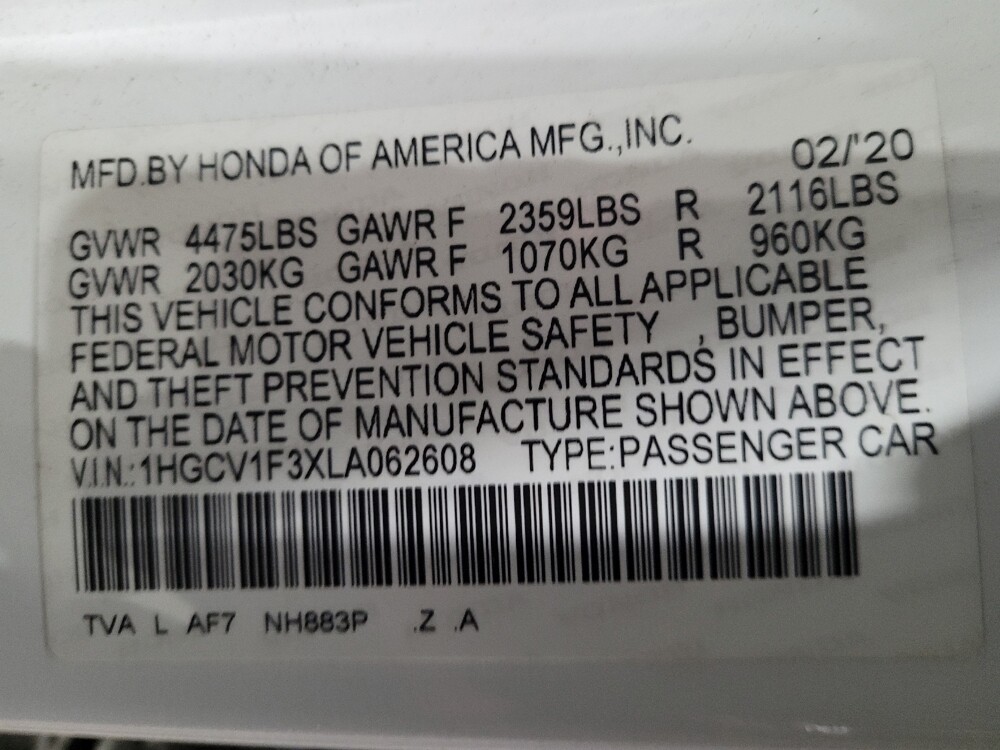 MFD.BY HONDA OF AMERICA MFG.,INC.
02/'20
GVWR 4475LBS GAWR F 2359LBS R 2116LBS
GVWR 2030KG GAWR F 1070KG R 960KG
THIS VEHICLE CONFORMS TO ALL APPLICABLE
FEDERAL MOTOR VEHICLE SAFETY , BUMPER,
AND THEFT PREVENTION STANDARDS IN EFFECT
ON THE DATE OF MANUFACTURE SHOWN ABOVE.
V.I.N.:1HGCV1F3XLA062608 TYPE:PASSENGER CAR
TVA L AF7 NH883P .Z .A